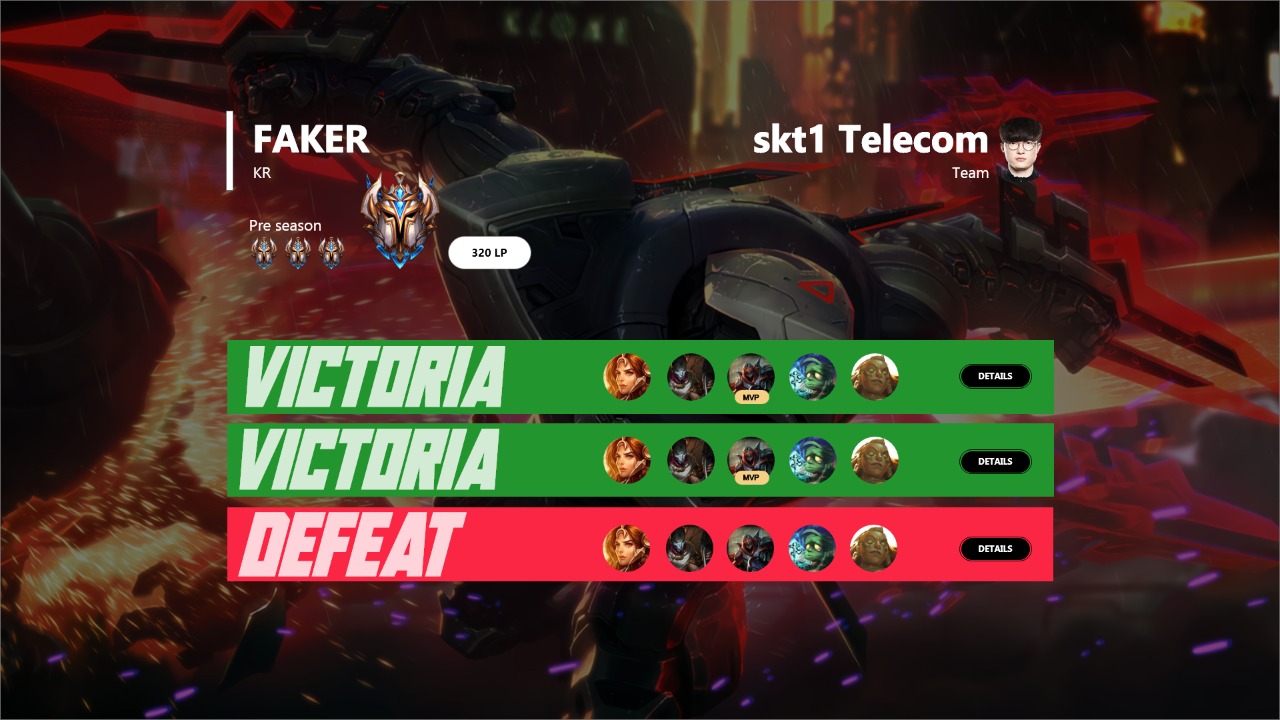 FAKER
KR
skt1 Telecom
Team
Pre season
320 LP
VICTORIA
MVP
DETAILS
VICTORIA
MVP
DETAILS
DEFEAT
DETAILS